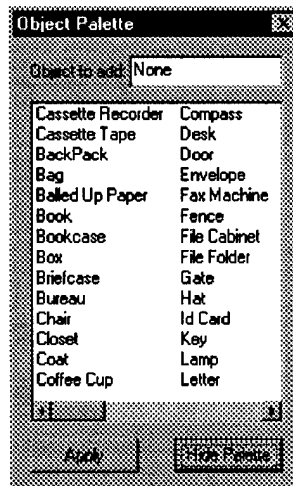 Object Palette
Object to add: None
Cassette Recorder
Cassette Tape
BackPack
Bag
Balled Up Paper
Book
Bookcase
Box
Briefcase
Bureau
Chair
Closet
Coat
Coffee Cup
Compass
Desk
Door
Envelope
Fax Machine
Fence
File Cabinet
File Folder
Gate
Hat
Id Card
Key
Lamp
Letter
Apply
Hide Palette